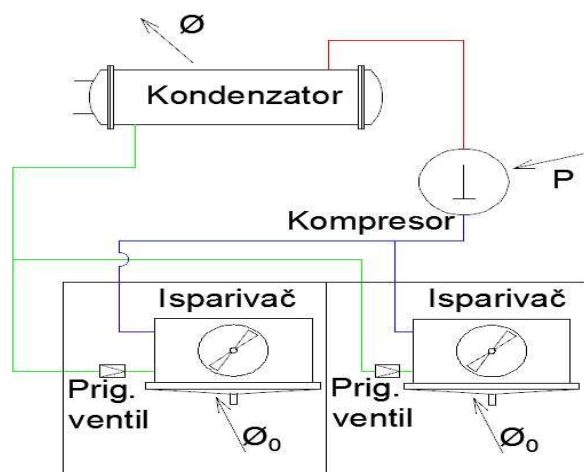 Ø
Kondenzator
P
Kompresor
Isparivač
Isparivač
Prig.
ventil
Prig.
ventil
Ø₀
Ø₀